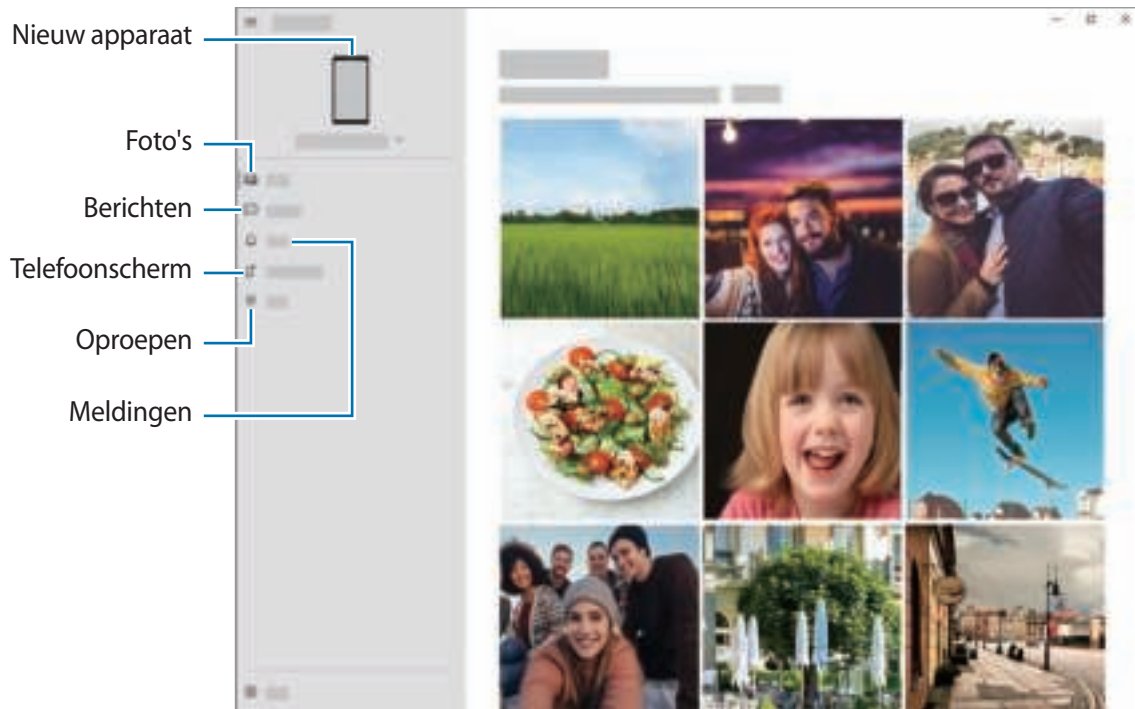 Nieuw apparaat
Foto's
Berichten
Telefoonscherm
Oproepen
Meldingen